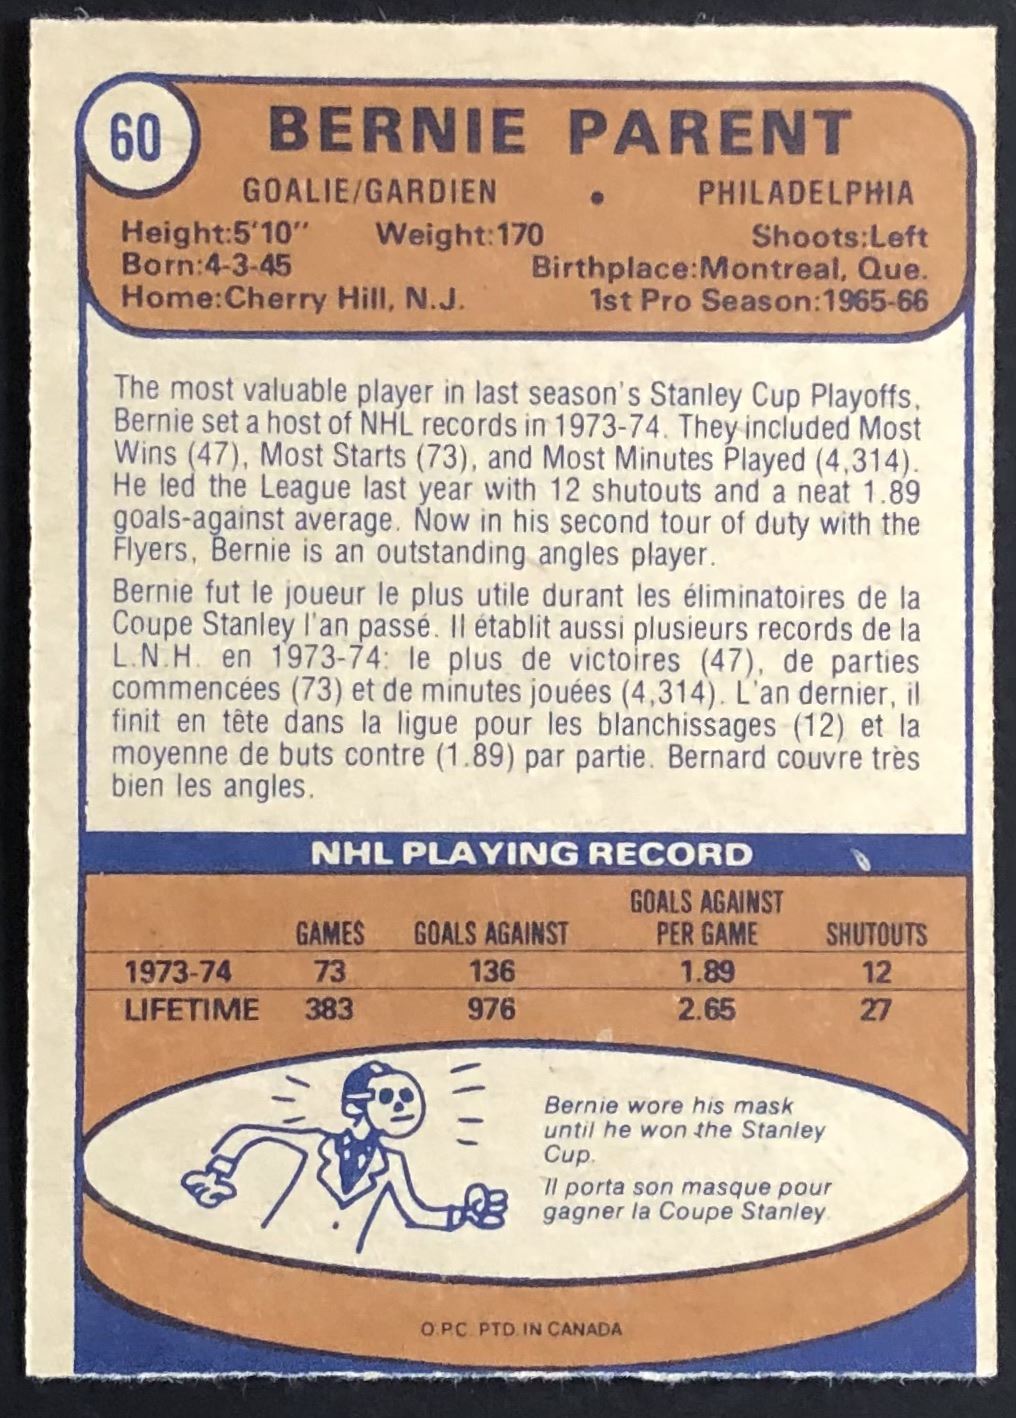 60
BERNIE PARENT
GOALIE/GARDIEN • PHILADELPHIA
Height:5'10" Weight:170 Shoots:Left
Born:4-3-45 Birthplace:Montreal, Que.
Home:Cherry Hill, N.J. 1st Pro Season:1965-66
The most valuable player in last season's Stanley Cup Playoffs,
Bernie set a host of NHL records in 1973-74. They included Most
Wins (47), Most Starts (73), and Most Minutes Played (4,314).
He led the League last year with 12 shutouts and a neat 1.89
goals-against average. Now in his second tour of duty with the
Flyers, Bernie is an outstanding angles player.
Bernie fut le joueur le plus utile durant les éliminatoires de la
Coupe Stanley l'an passé. Il établit aussi plusieurs records de la
L.N.H. en 1973-74: le plus de victoires (47), de parties
commencées (73) et de minutes jouées (4,314). L'an dernier, il
finit en tête dans la ligue pour les blanchissages (12) et la
moyenne de buts contre (1.89) par partie. Bernard couvre très
bien les angles.
NHL PLAYING RECORD
GOALS AGAINST
GAMES GOALS AGAINST PER GAME SHUTOUTS
1973-74 73 136 1.89 12
LIFETIME 383 976 2.65 27
Bernie wore his mask
until he won the Stanley
Cup.
Il porta son masque pour
gagner la Coupe Stanley.
O.P.C. PTD. IN CANADA